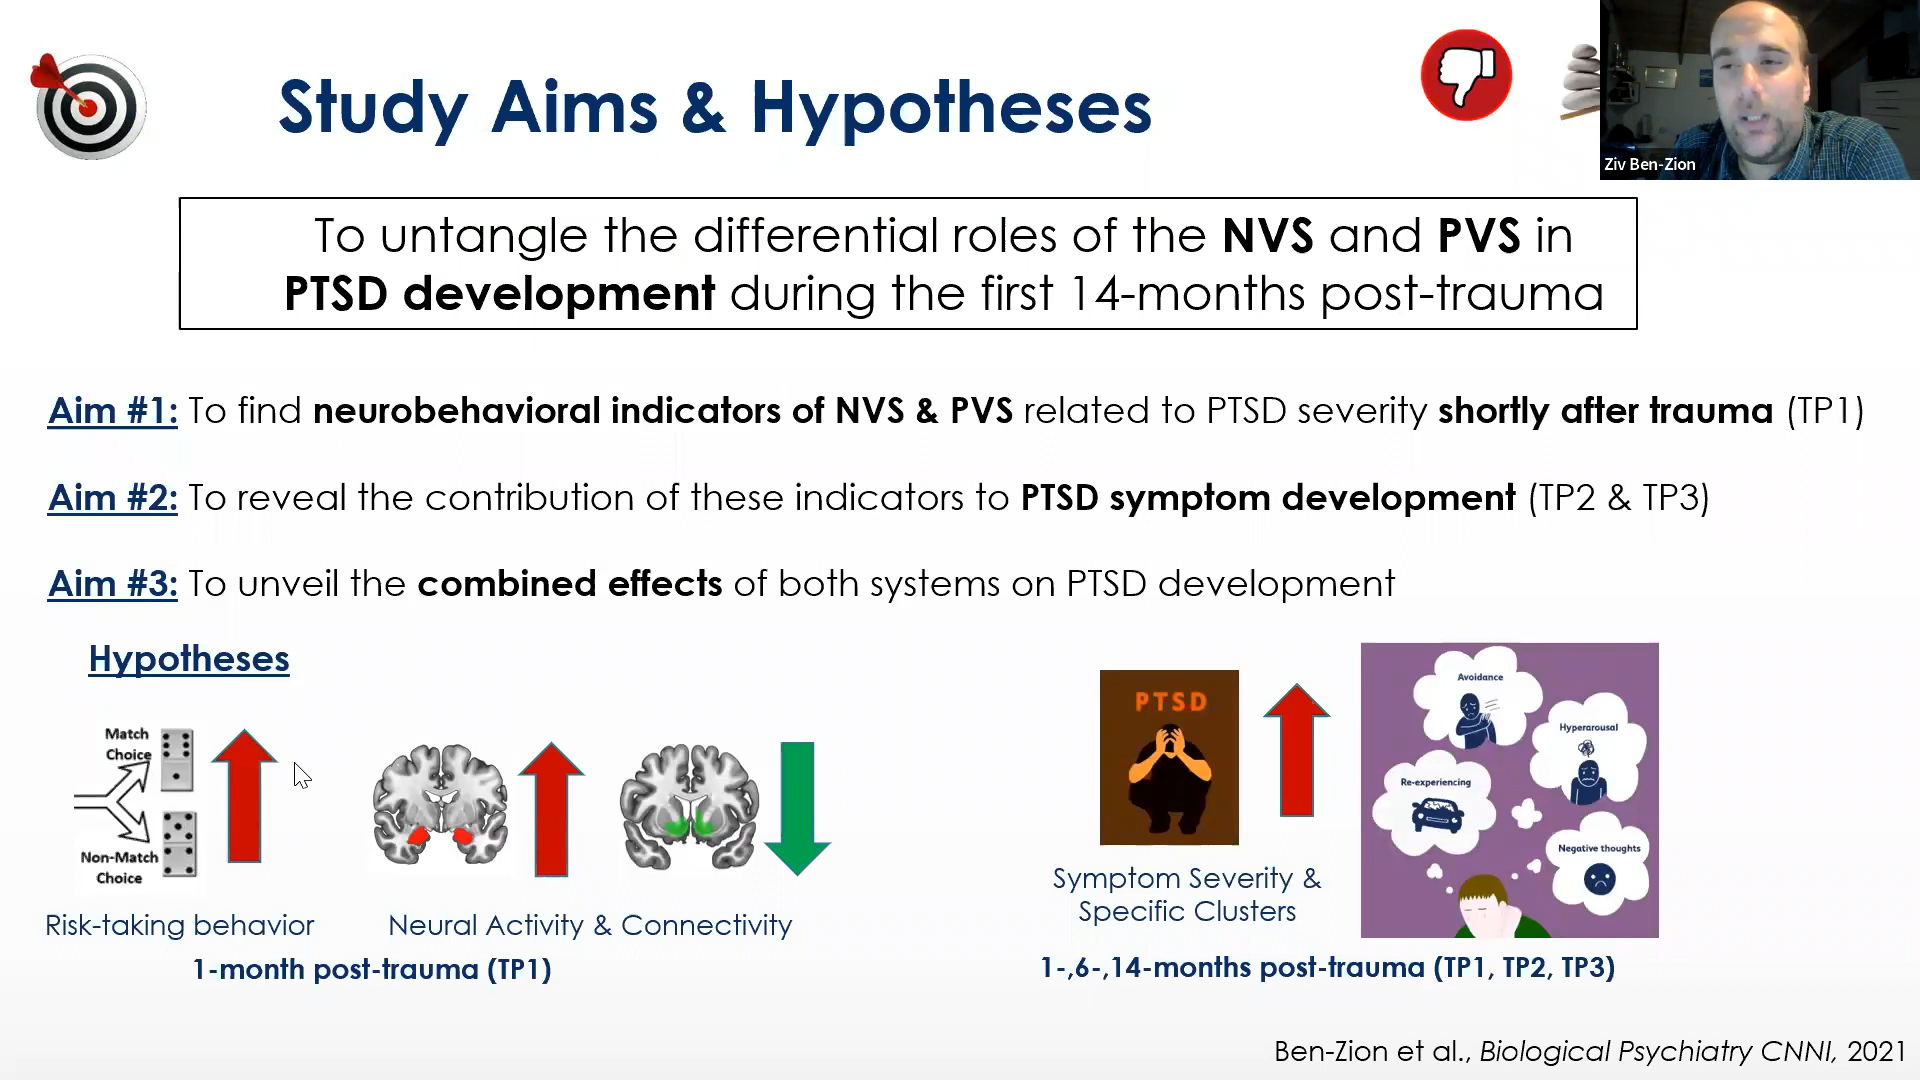 Study Aims & Hypotheses
Ziv Ben-Zion
To untangle the differential roles of the NVS and PVS in
PTSD development during the first 14-months post-trauma
Aim #1: To find neurobehavioral indicators of NVS & PVS related to PTSD severity shortly after trauma (TP1)
Aim #2: To reveal the contribution of these indicators to PTSD symptom development (TP2 & TP3)
Aim #3: To unveil the combined effects of both systems on PTSD development
Hypotheses
Match
Choice
Non-Match
Choice
Risk-taking behavior
Neural Activity & Connectivity
1-month post-trauma (TP1)
PTSD
Symptom Severity &
Specific Clusters
Avoidance
Hyperarousal
Re-experiencing
Negative thoughts
1-,6-,14-months post-trauma (TP1, TP2, TP3)
Ben-Zion et al., Biological Psychiatry CNNI, 2021